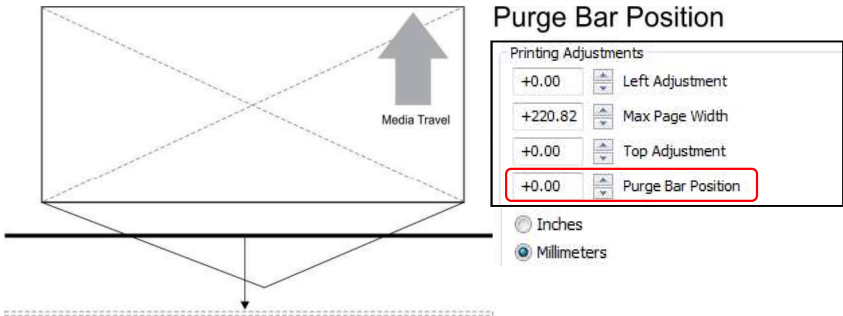 Purge Bar Position
Media Travel
Printing Adjustments
+0.00 Left Adjustment
+220.82 Max Page Width
+0.00 Top Adjustment
+0.00 Purge Bar Position
Inches
Millimeters